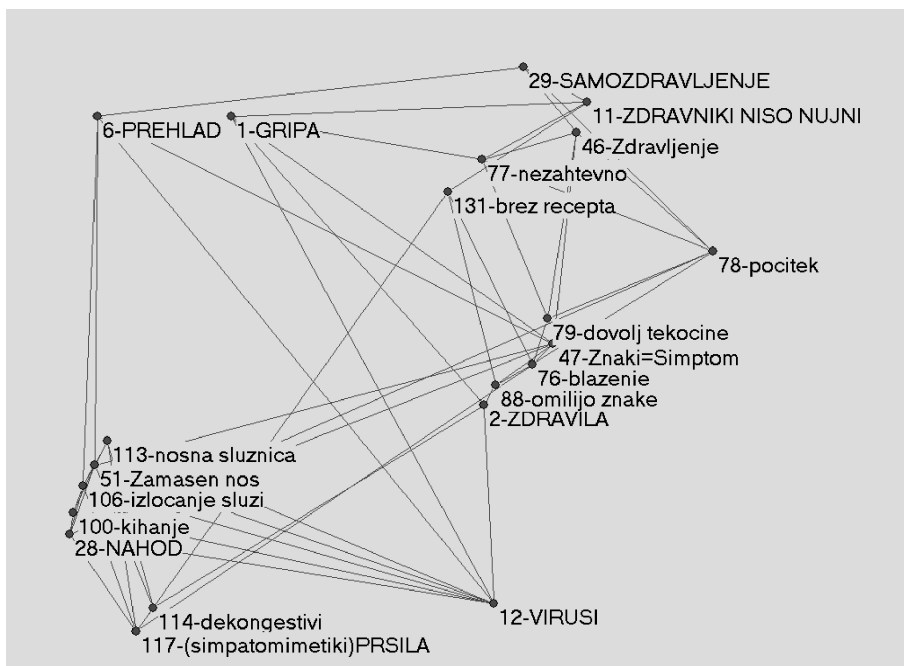 29-SAMOZDRAVLJENJE
11-ZDRAVNIKI NISO NUJNI
6-PREHLAD
1-GRIPA
46-Zdravljenje
77-nezahtevno
131-brez recepta
78-pocitek
79-dovolj tekocine
47-Znaki=Simptom
76-blazenie
88-omilijo znake
2-ZDRAVILA
113-nosna sluznica
51-Zamasen nos
106-izlocanje sluzi
100-kihanje
28-NAHOD
12-VIRUSI
114-dekongestivi
117-(simpatomimetiki)PRSILA